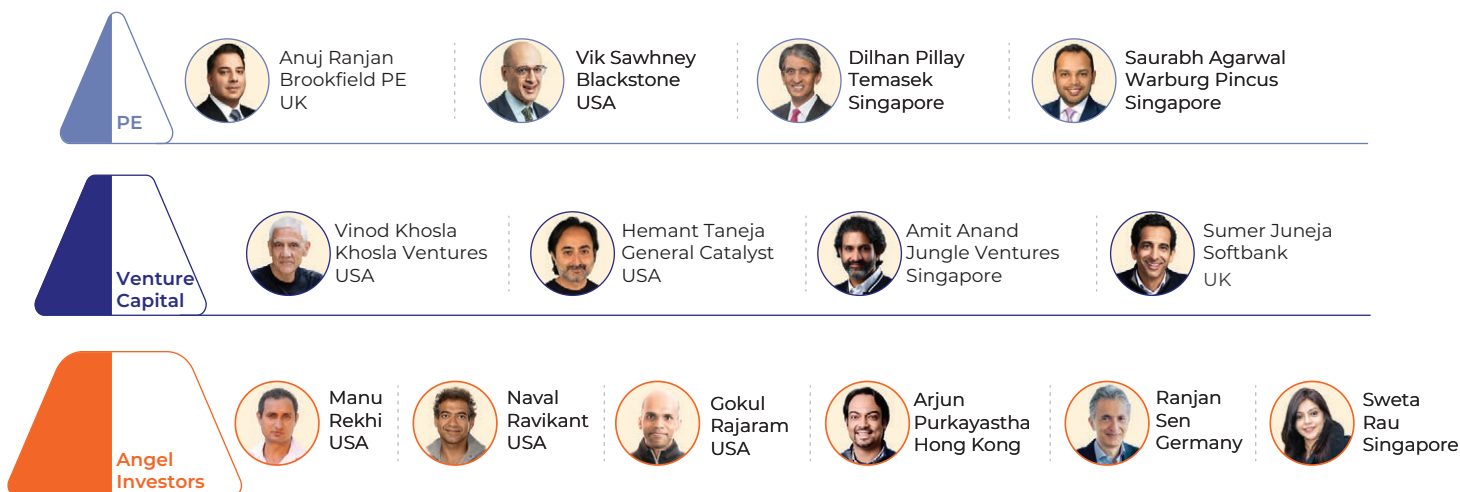 PE
Anuj Ranjan
Brookfield PE
UK
Vik Sawhney
Blackstone
USA
Dilhan Pillay
Temasek
Singapore
Saurabh Agarwal
Warburg Pincus
Singapore
Venture
Capital
Vinod Khosla
Khosla Ventures
USA
Hemant Taneja
General Catalyst
USA
Amit Anand
Jungle Ventures
Singapore
Sumer Juneja
Softbank
UK
Angel
Investors
Manu
Rekhi
USA
Naval
Ravikant
USA
Gokul
Rajaram
USA
Arjun
Purkayastha
Hong Kong
Ranjan
Sen
Germany
Sweta
Rau
Singapore